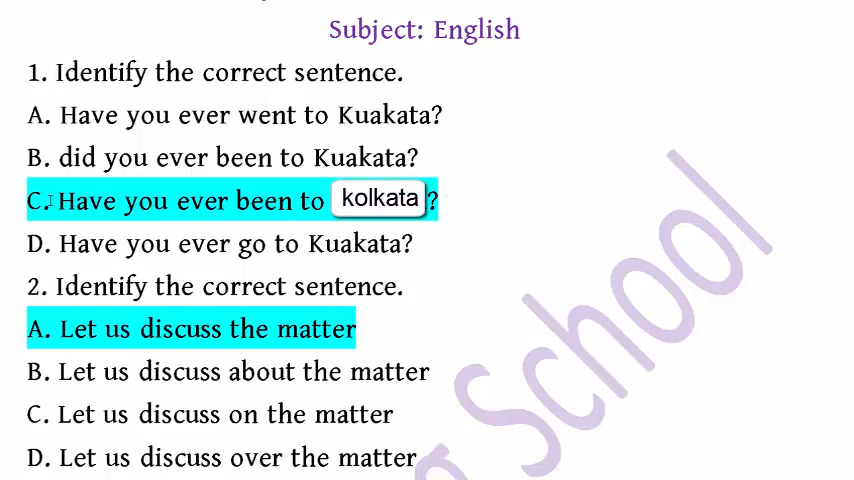 Subject: English
1. Identify the correct sentence.
A. Have you ever went to Kuakata?
B. did you ever been to Kuakata?
C. Have you ever been to kolkata?
D. Have you ever go to Kuakata?
2. Identify the correct sentence.
A. Let us discuss the matter
B. Let us discuss about the matter
C. Let us discuss on the matter
D. Let us discuss over the matter
g School